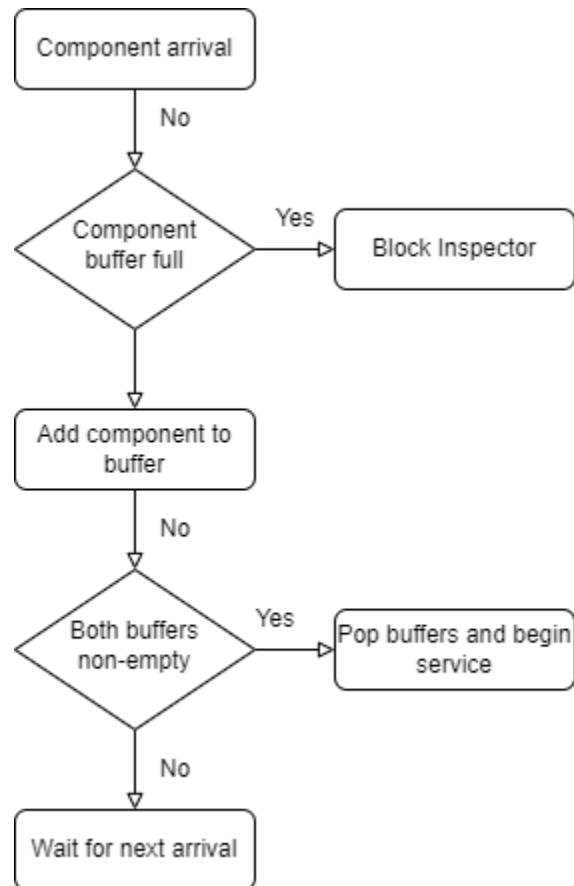 Component arrival
No
Component
buffer full
Yes
Block Inspector
Add component to
buffer
No
Both buffers
non-empty
Yes
Pop buffers and begin
service
No
Wait for next arrival